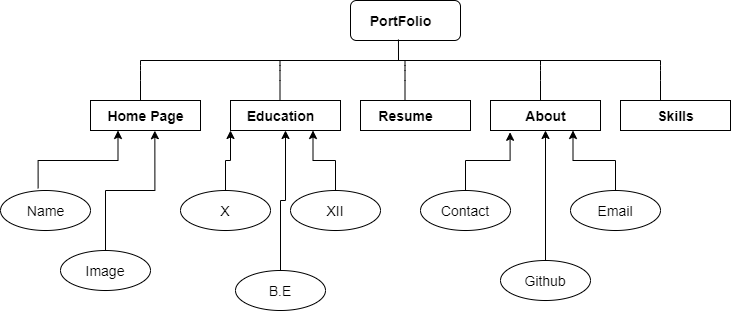 PortFolio
Home Page
Education
Resume
About
Skills
Name
X
XII
Contact
Email
Image
B.E
Github